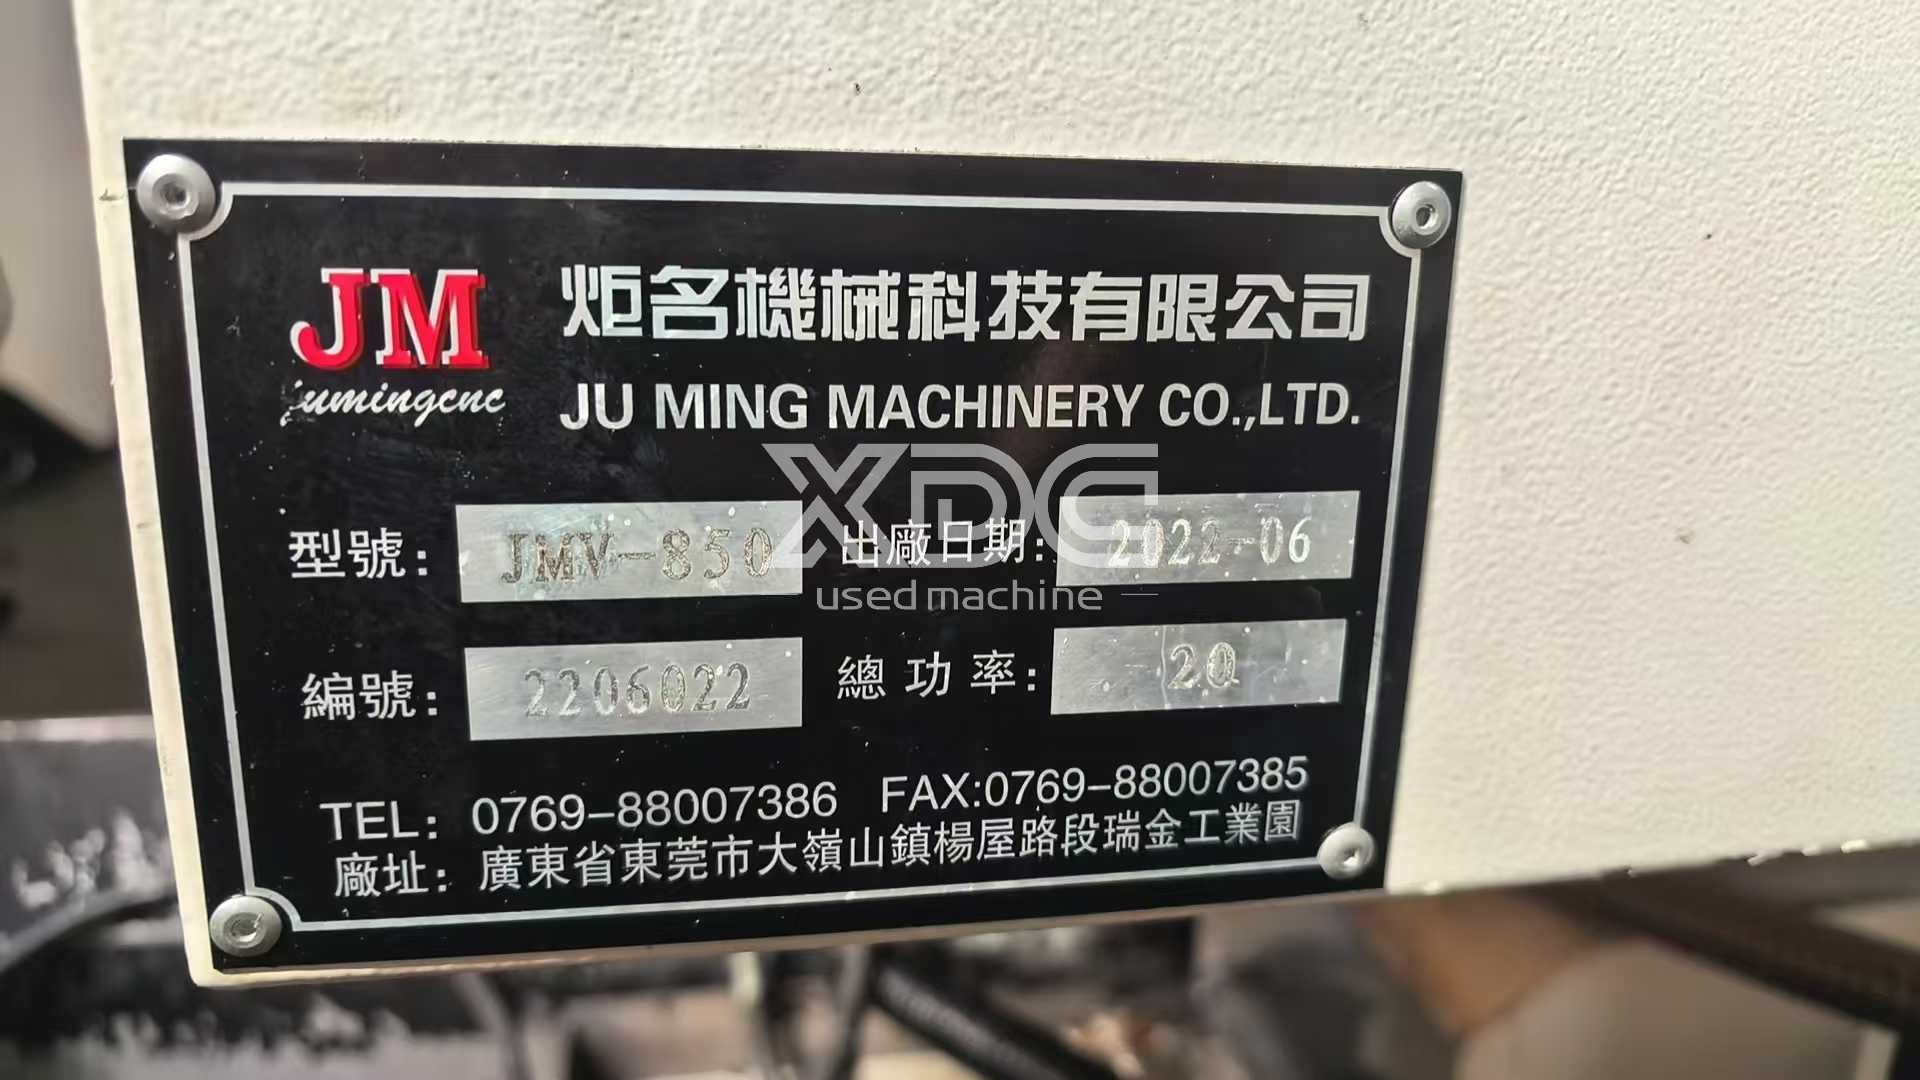 JM 炬名機械科技有限公司
jumingcnc JU MING MACHINERY CO.,LTD.
XDC
型號： JMV-850 出廠日期： 2022-06
used machine
編號： 2206022 總功率： 20
TEL： 0769-88007386 FAX:0769-88007385
廠址： 廣東省東莞市大嶺山鎮楊屋路段瑞金工業園